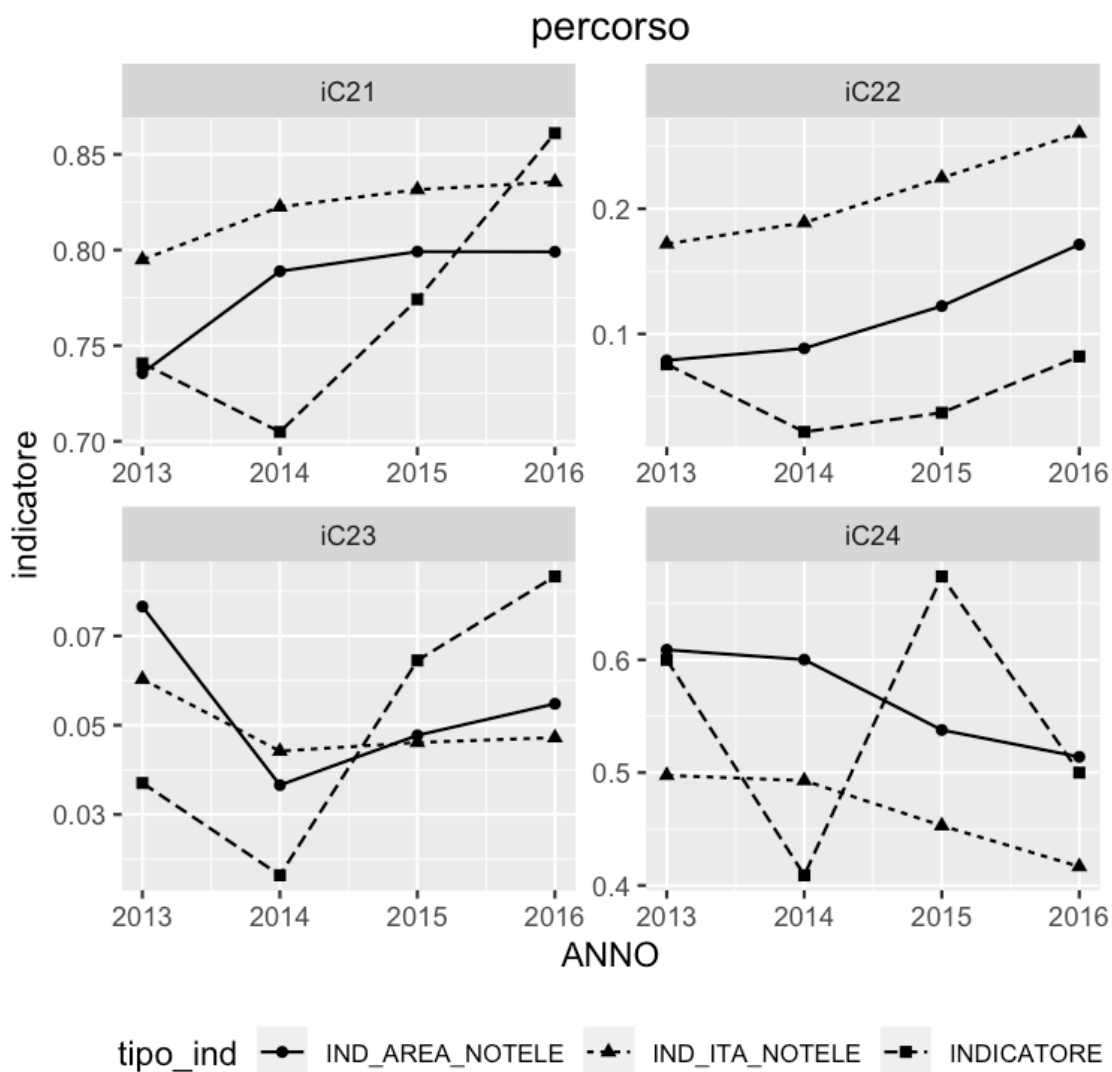 percorso
iC21
iC22
0.85
0.80
0.75
0.70
0.2
0.1
2013 2014 2015 2016
2013 2014 2015 2016
indicatore
iC23
iC24
0.07
0.05
0.03
0.6
0.5
0.4
2013 2014 2015 2016
2013 2014 2015 2016
ANNO
tipo_ind IND_AREA_NOTELE IND_ITA_NOTELE INDICATORE